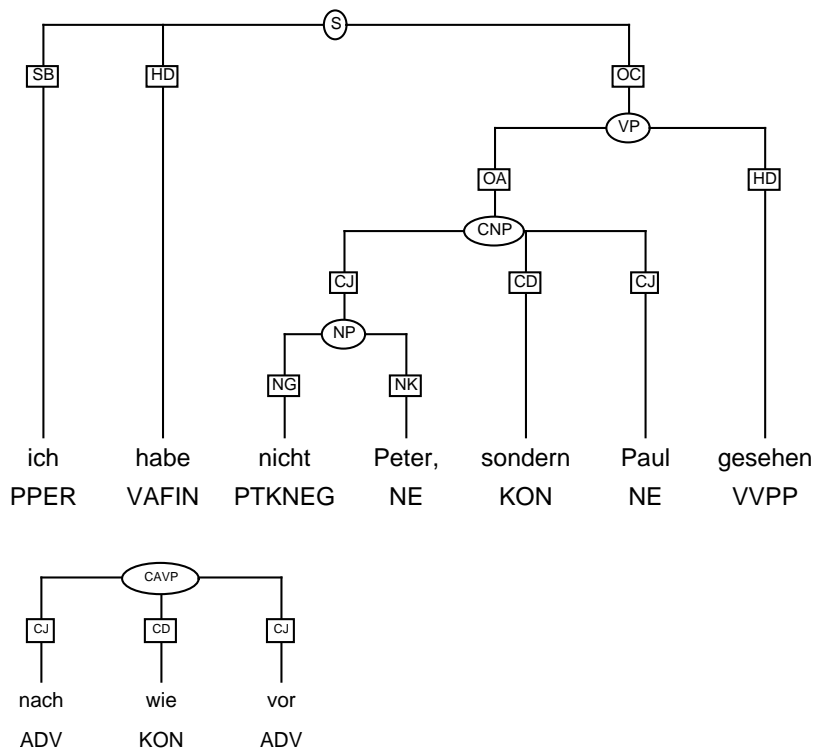 S
SB HD OC
VP
OA HD
CNP
CJ CD CJ
NP
NG NK
ich habe nicht Peter, sondern Paul gesehen
PPER VAFIN PTKNEG NE KON NE VVPP
CAVP
CJ CD CJ
nach wie vor
ADV KON ADV